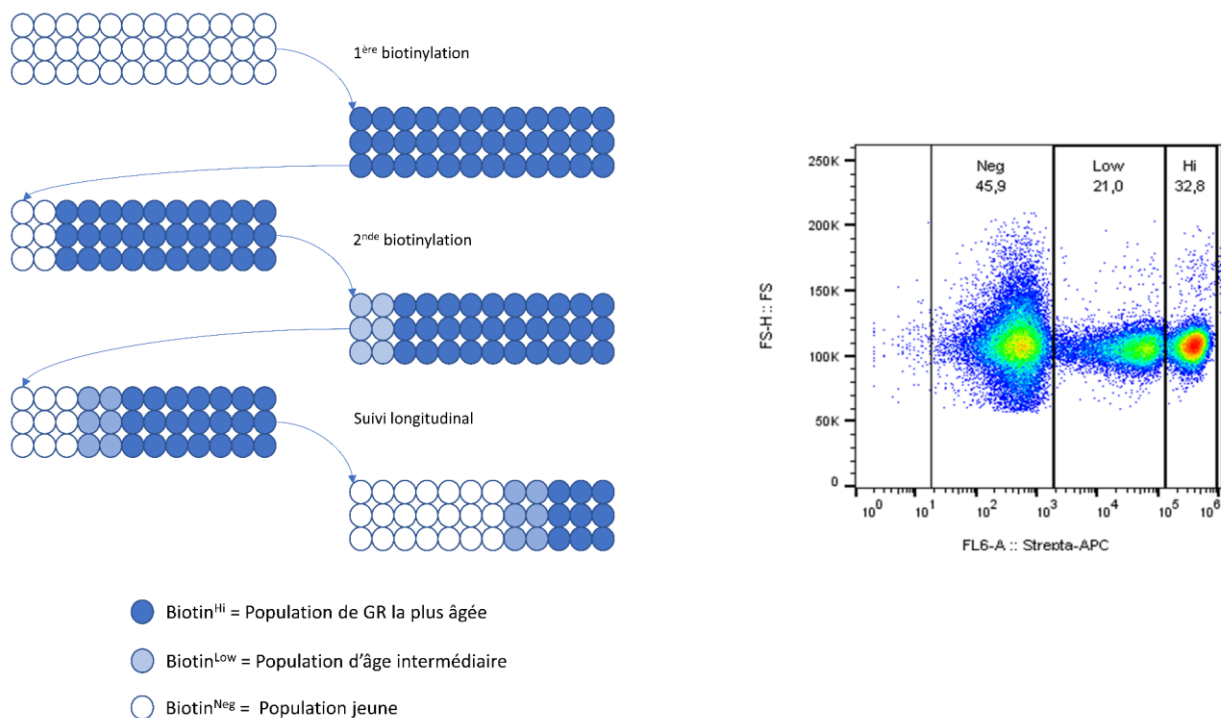 1ère biotinylation
2nde biotinylation
Suivi longitudinal
BiotinHi = Population de GR la plus âgée
BiotinLow = Population d'âge intermédiaire
BiotinNeg = Population jeune
250K
200K
150K
100K
50K
0
FS-H :: FS
Neg
45,9
Low
21,0
Hi
32,8
10^0 10^1 10^2 10^3 10^4 10^5 10^6
FL6-A :: Strepta-APC